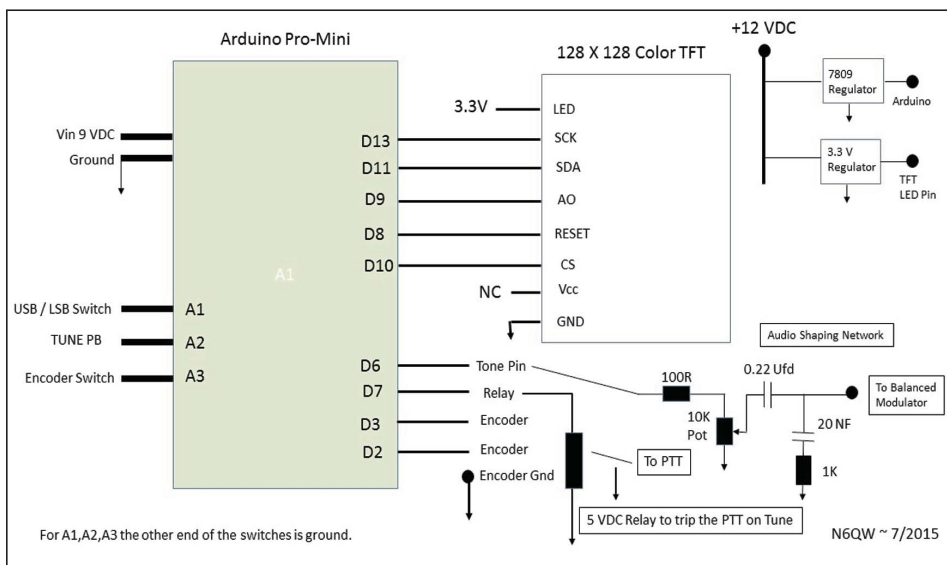 Arduino Pro-Mini
128 X 128 Color TFT
+12 VDC
7809
Regulator
Arduino
3.3 V
Regulator
TFT
LED Pin
Vin 9 VDC
Ground
A1
USB / LSB Switch
A1
TUNE PB
A2
Encoder Switch
A3
D13
D11
D9
D8
D10
3.3V
LED
SCK
SDA
AO
RESET
CS
NC
Vcc
GND
D6
Tone Pin
D7
Relay
D3
Encoder
D2
Encoder
Encoder Gnd
Audio Shaping Network
100R
10K
Pot
0.22 Ufd
To Balanced
Modulator
20 NF
1K
To PTT
5 VDC Relay to trip the PTT on Tune
For A1,A2,A3 the other end of the switches is ground.
N6QW ~ 7/2015